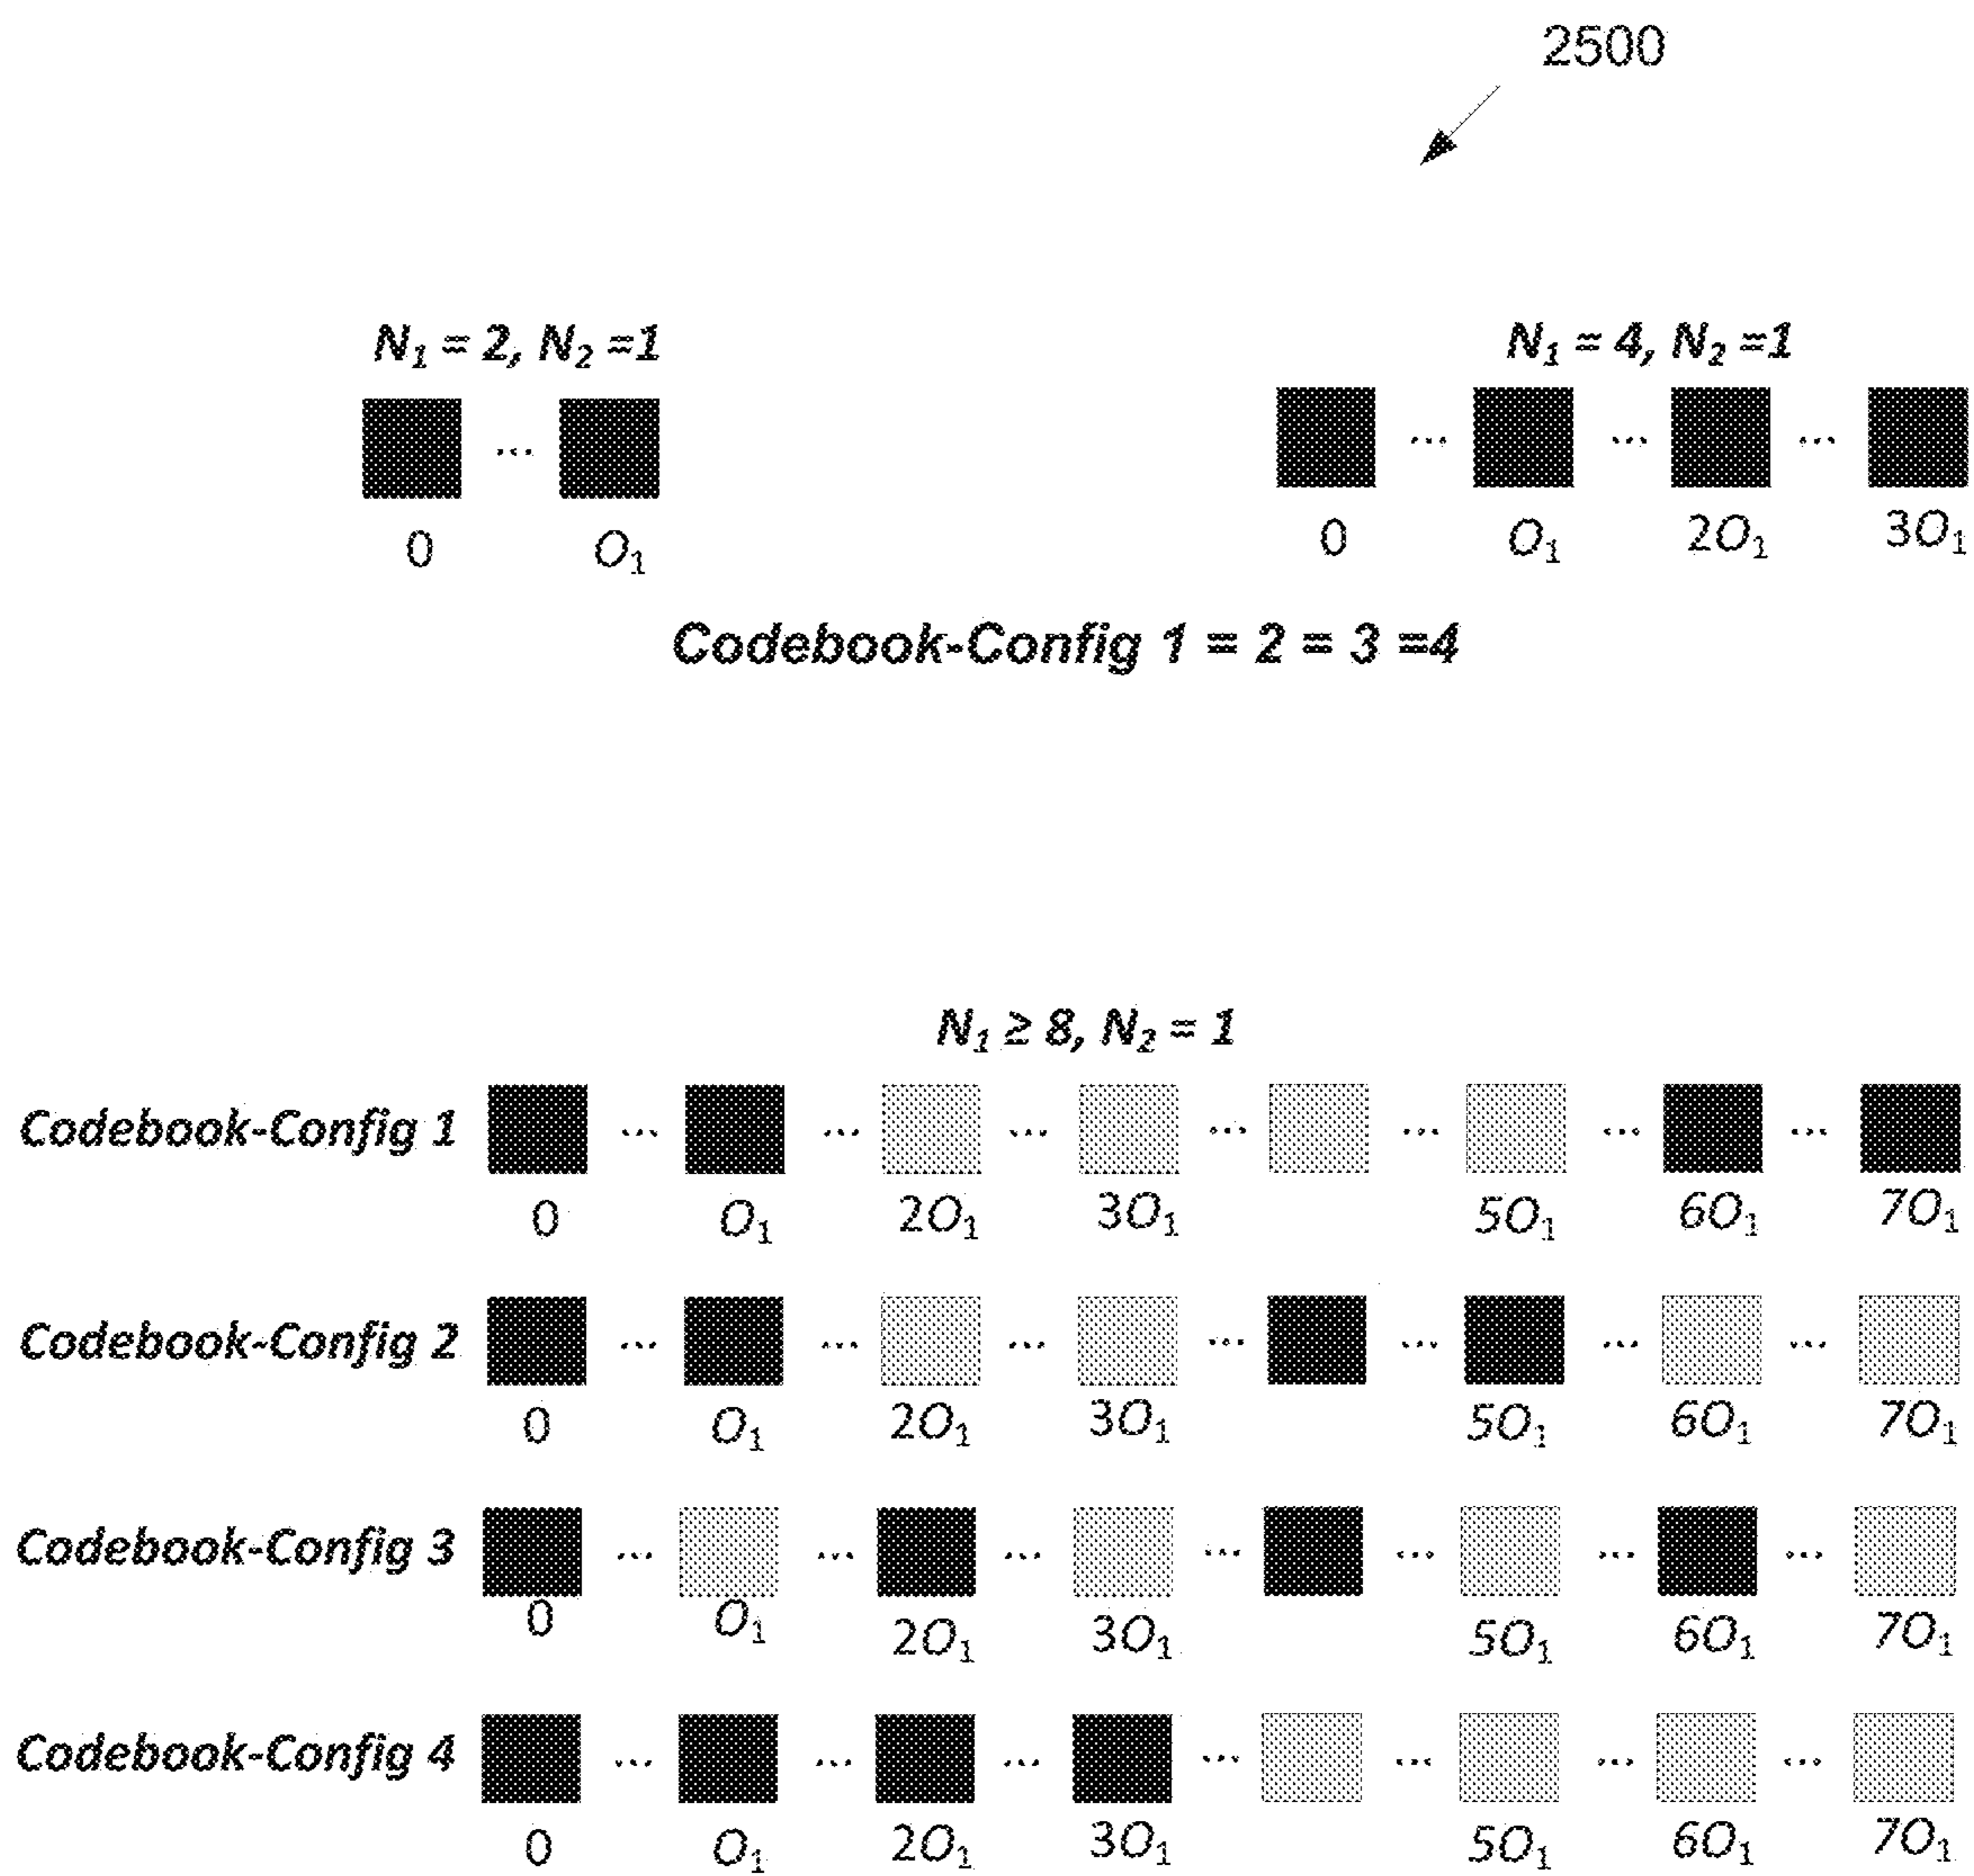 2500
N₁ = 2, N₂ =1
N₁ = 4, N₂ =1
... 
... ... ...
0 O₁
0 O₁ 2O₁ 3O₁
Codebook-Config 1 = 2 = 3 =4
N₁ ≥ 8, N₂ = 1
Codebook-Config 1 ... ... ... ... ... ... ...
0 O₁ 2O₁ 3O₁ 5O₁ 6O₁ 7O₁
Codebook-Config 2 ... ... ... ... ... ... ...
0 O₁ 2O₁ 3O₁ 5O₁ 6O₁ 7O₁
Codebook-Config 3 ... ... ... ... ... ... ...
0 O₁ 2O₁ 3O₁ 5O₁ 6O₁ 7O₁
Codebook-Config 4 ... ... ... ... ... ... ...
0 O₁ 2O₁ 3O₁ 5O₁ 6O₁ 7O₁